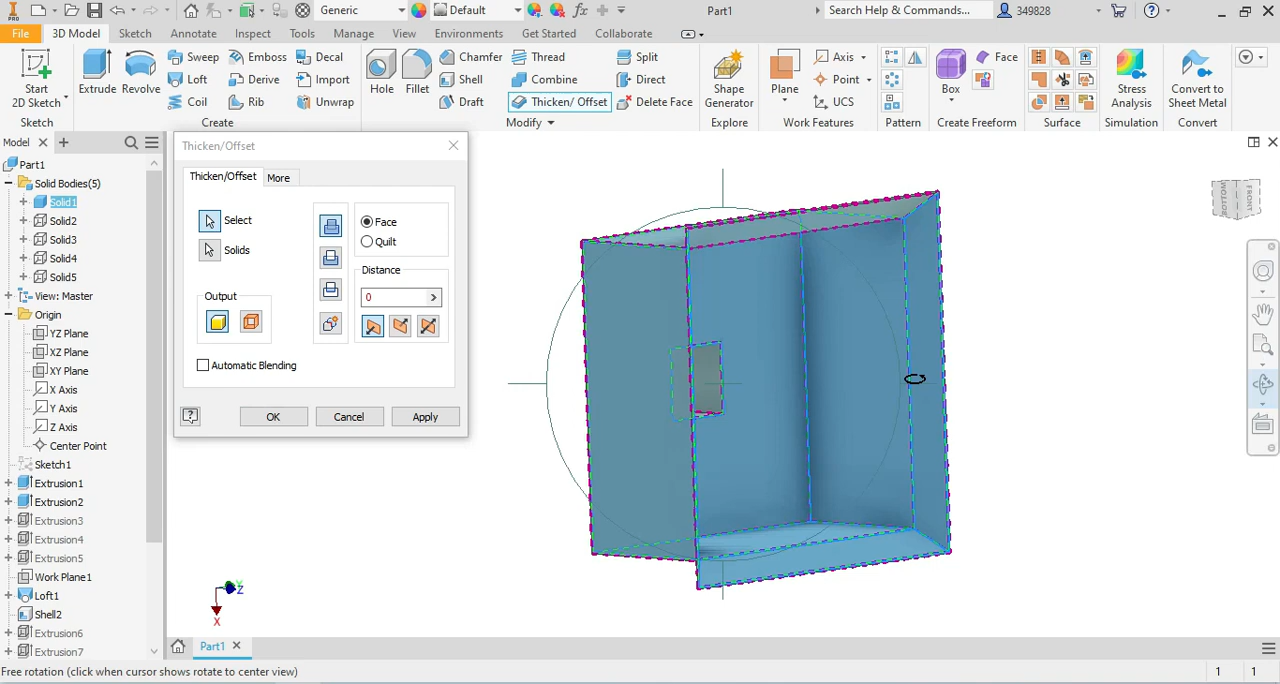 PRO
Generic
Default
Part1
Search Help & Commands...
349828
File
3D Model
Sketch
Annotate
Inspect
Tools
Manage
View
Environments
Get Started
Collaborate
Start
2D Sketch
Extrude
Revolve
Sweep
Loft
Coil
Emboss
Derive
Rib
Decal
Import
Unwrap
Hole
Fillet
Chamfer
Shell
Draft
Thread
Combine
Thicken/ Offset
Split
Direct
Delete Face
Shape
Generator
Plane
Axis
Point
UCS
Box
Face
Stress
Analysis
Convert to
Sheet Metal
Sketch
Create
Modify
Explore
Work Features
Pattern
Create Freeform
Surface
Simulation
Convert
Model
Part1
Solid Bodies(5)
Solid1
Solid2
Solid3
Solid4
Solid5
View: Master
Origin
YZ Plane
XZ Plane
XY Plane
X Axis
Y Axis
Z Axis
Center Point
Sketch1
Extrusion1
Extrusion2
Extrusion3
Extrusion4
Extrusion5
Work Plane1
Loft1
Shell2
Extrusion6
Extrusion7
Thicken/Offset
Thicken/Offset
More
Select
Solids
Face
Quilt
Distance
0
Output
Automatic Blending
OK
Cancel
Apply
BOTTOM
FRONT
Z
X
Part1
Free rotation (click when cursor shows rotate to center view)
1
1